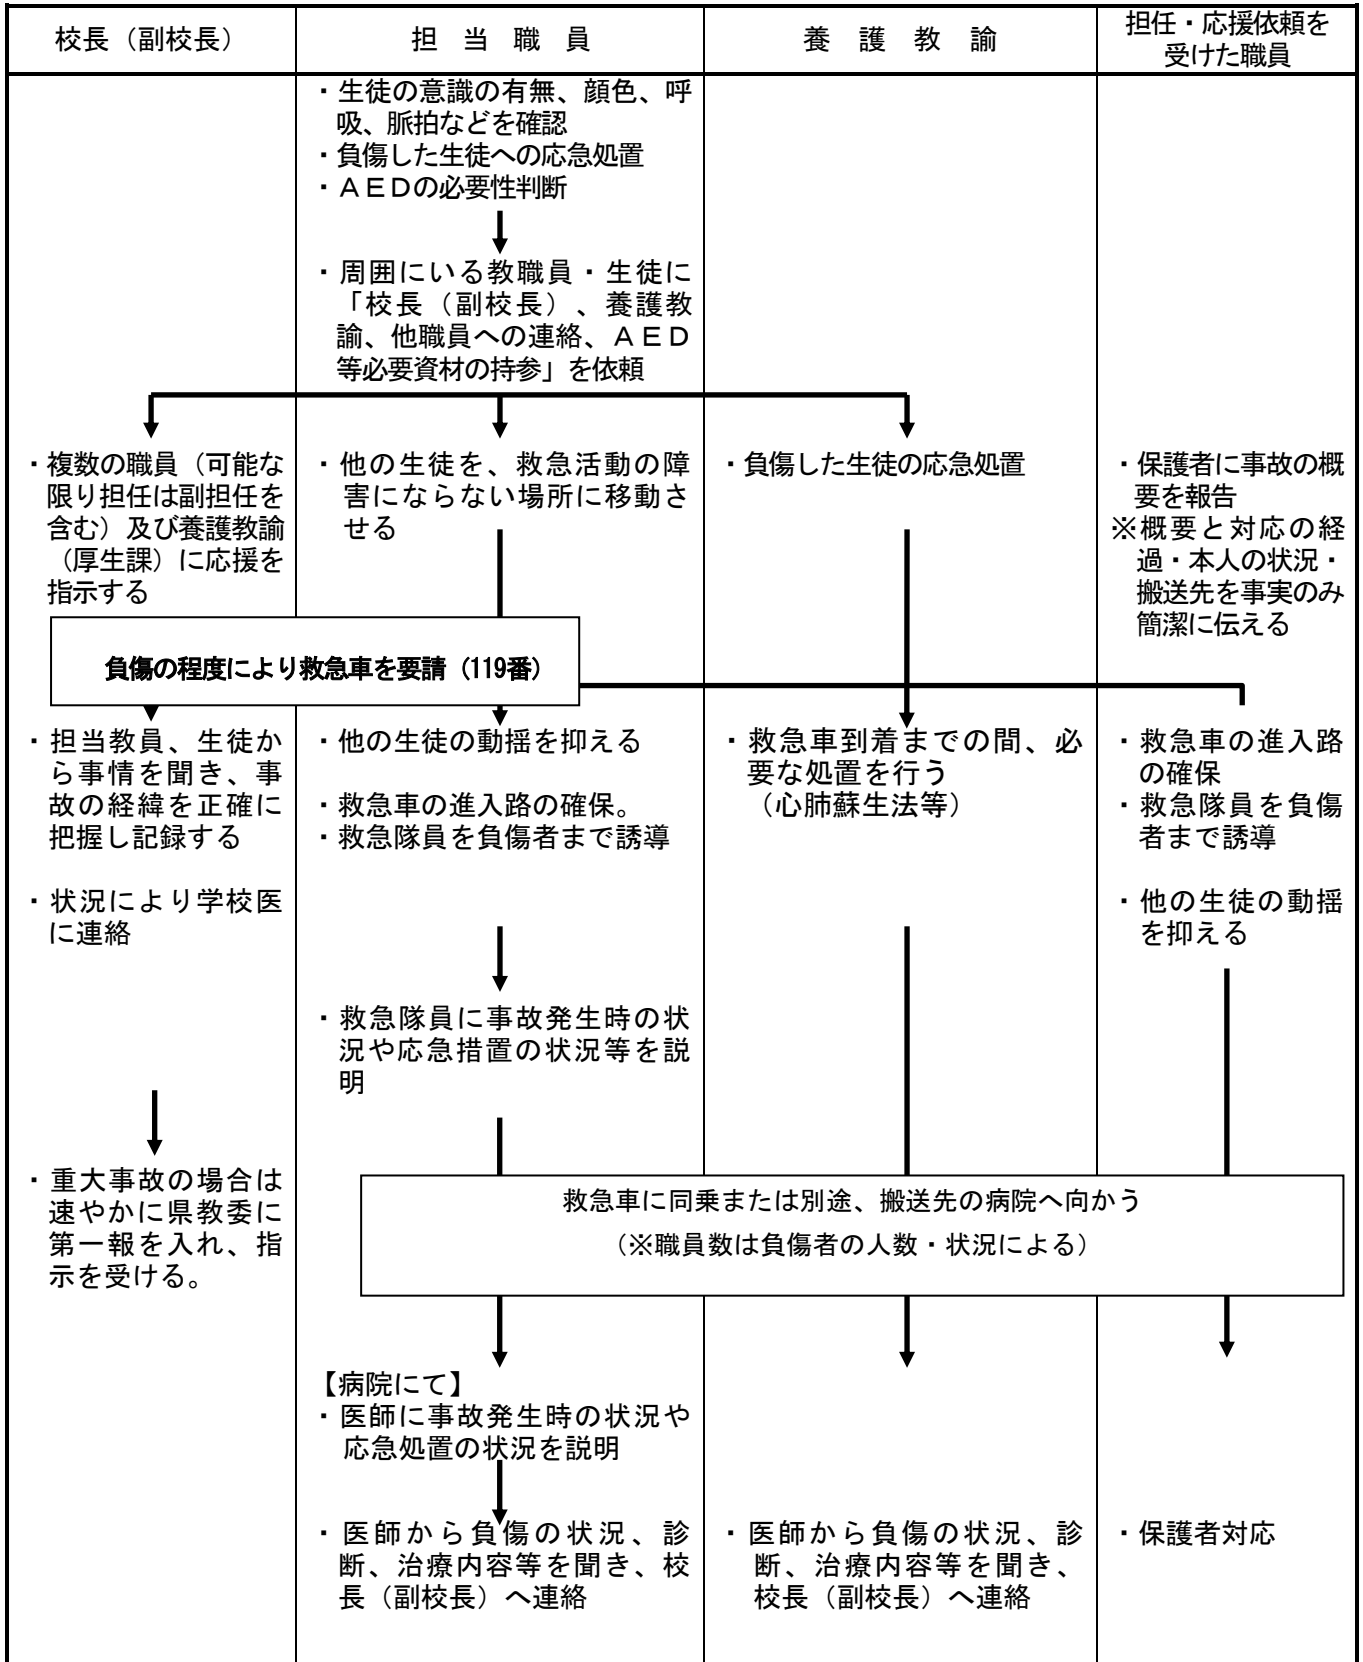 校長（副校長）
担　当　職　員
養　護　教　諭
担任・応援依頼を
受けた職員
・生徒の意識の有無、顔色、呼
吸、脈拍などを確認
・負傷した生徒への応急処置
・ＡＥＤの必要性判断
・周囲にいる教職員・生徒に
「校長（副校長）、養護教
諭、他職員への連絡、ＡＥＤ
等必要資材の持参」を依頼
・複数の職員（可能な
限り担任は副担任を
含む）及び養護教諭
（厚生課）に応援を
指示する
・他の生徒を、救急活動の障
害にならない場所に移動さ
せる
・負傷した生徒の応急処置
・保護者に事故の概
要を報告
※概要と対応の経
過・本人の状況・
搬送先を事実のみ
簡潔に伝える
負傷の程度により救急車を要請（119番）
・担当教員、生徒か
ら事情を聞き、事
故の経緯を正確に
把握し記録する
・状況により学校医
に連絡
・他の生徒の動揺を抑える
・救急車の進入路の確保。
・救急隊員を負傷者まで誘導
・救急車到着までの間、必
要な処置を行う
（心肺蘇生法等）
・救急車の進入路
の確保
・救急隊員を負傷
者まで誘導
・他の生徒の動揺
を抑える
・救急隊員に事故発生時の状
況や応急措置の状況等を説
明
・重大事故の場合は
速やかに県教委に
第一報を入れ、指
示を受ける。
救急車に同乗または別途、搬送先の病院へ向かう
（※職員数は負傷者の人数・状況による）
【病院にて】
・医師に事故発生時の状況や
応急処置の状況を説明
・医師から負傷の状況、診
断、治療内容等を聞き、校
長（副校長）へ連絡
・医師から負傷の状況、診
断、治療内容等を聞き、
校長（副校長）へ連絡
・保護者対応